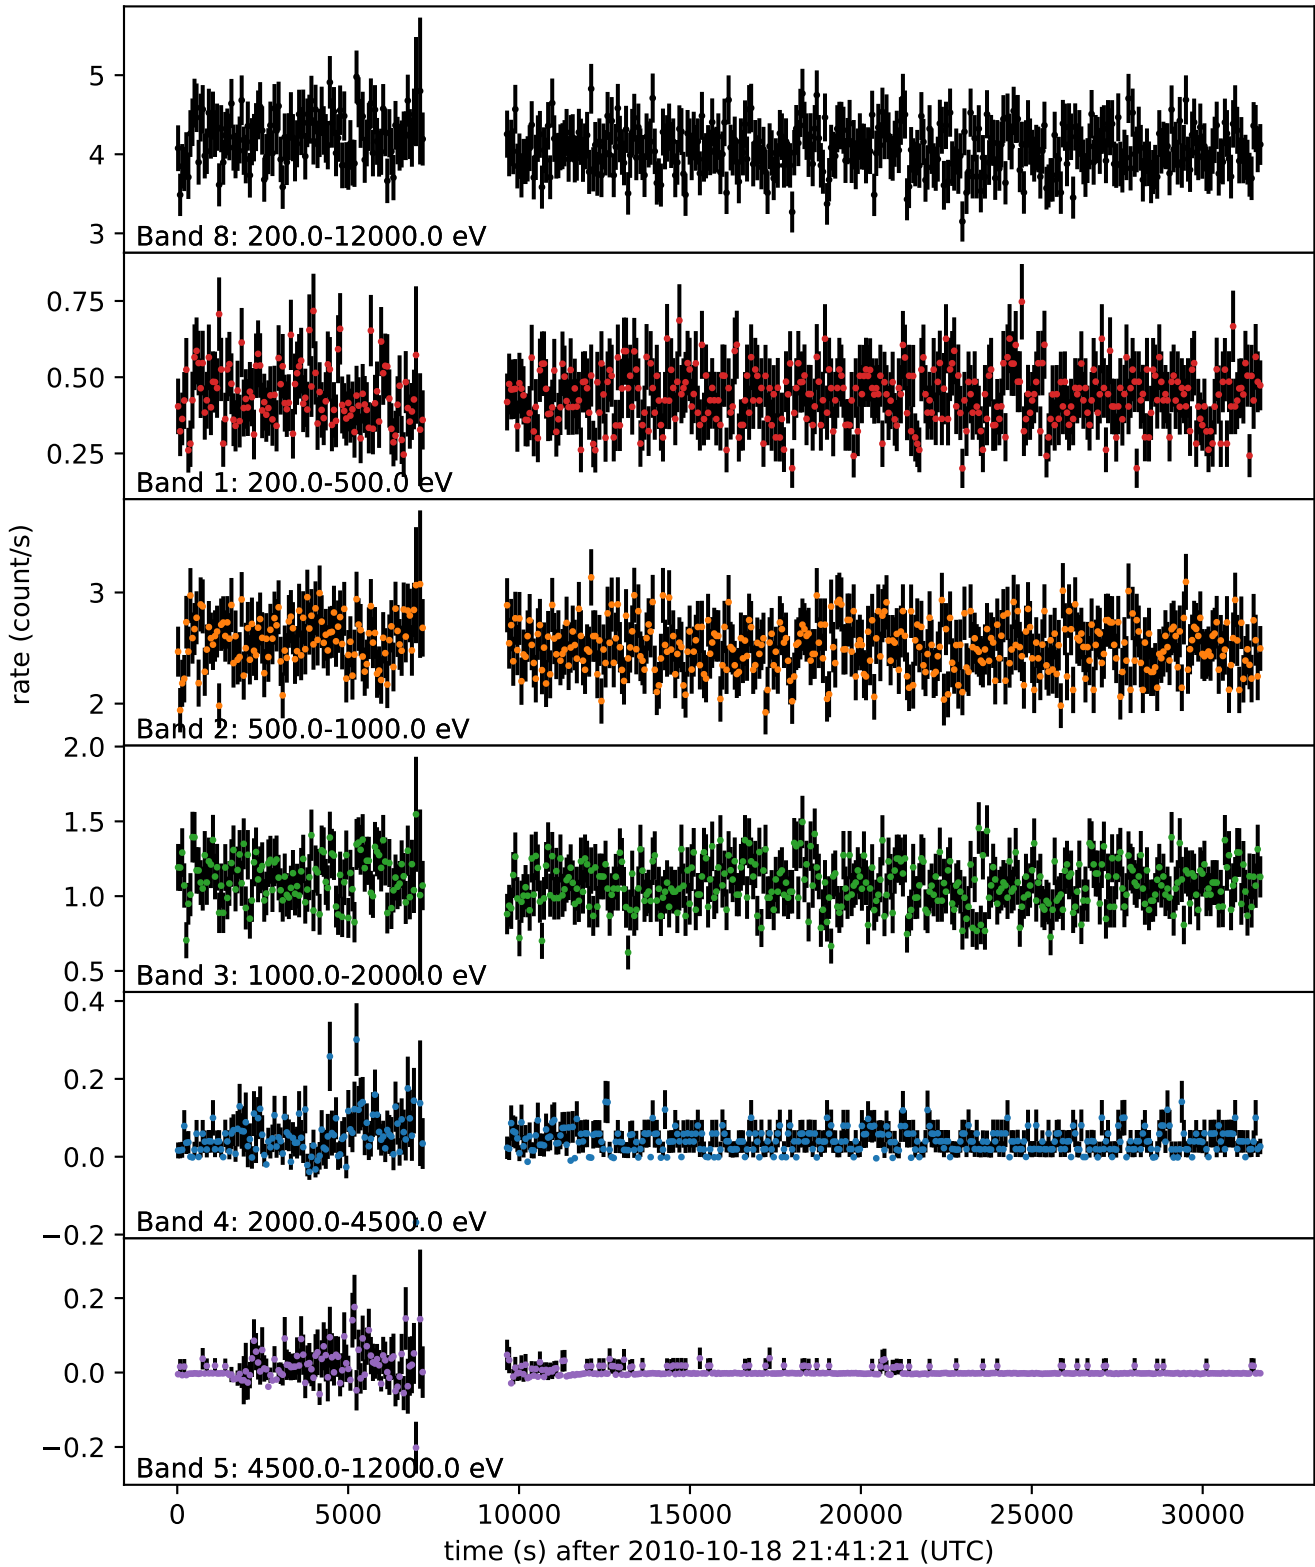 5
4
3
Band 8: 200.0-12000.0 eV
0.75
0.50
0.25
Band 1: 200.0-500.0 eV
rate (count/s)
3
2
Band 2: 500.0-1000.0 eV
2.0
1.5
1.0
0.5
Band 3: 1000.0-2000.0 eV
0.4
0.2
0.0
−0.2
Band 4: 2000.0-4500.0 eV
0.2
0.0
−0.2
Band 5: 4500.0-12000.0 eV
0 5000 10000 15000 20000 25000 30000
time (s) after 2010-10-18 21:41:21 (UTC)